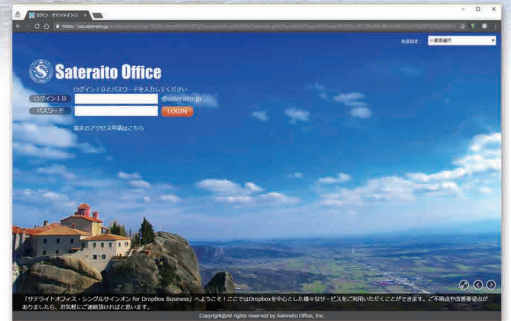 ログイン - サテライトオフィス
https://sso.sateraito.jp
言語設定
--言語選択
Sateraito Office
ログインIDとパスワードを入力してください
ログインID
@sateraito.jp
パスワード
LOGIN
端末のアクセス申請はこちら
「サテライトオフィス・シングルサインオン for DropBox Business」へようこそ！ここではDropboxを中心とした様々なサービスをご利用いただくことができます。ご不明点や改善要望点が
ありましたら、お気軽にご連絡頂ければと思います。
Copyright@All rights reserved by Sateraito Office, Inc.